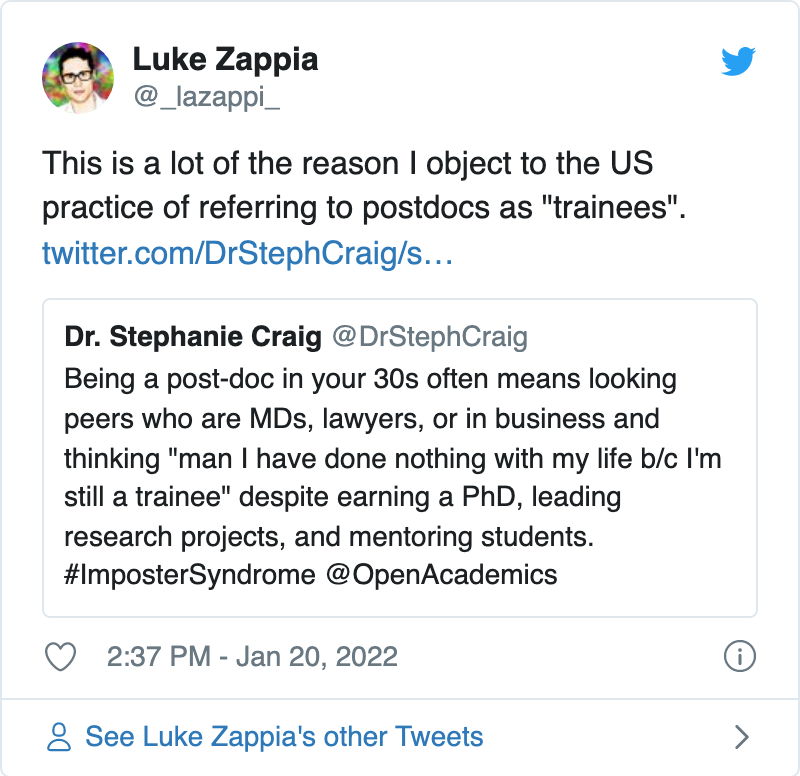 Luke Zappia
@_lazappi_
This is a lot of the reason I object to the US
practice of referring to postdocs as "trainees".
twitter.com/DrStephCraig/s…
Dr. Stephanie Craig @DrStephCraig
Being a post-doc in your 30s often means looking
peers who are MDs, lawyers, or in business and
thinking "man I have done nothing with my life b/c I'm
still a trainee" despite earning a PhD, leading
research projects, and mentoring students.
#ImposterSyndrome @OpenAcademics
2:37 PM - Jan 20, 2022
See Luke Zappia's other Tweets